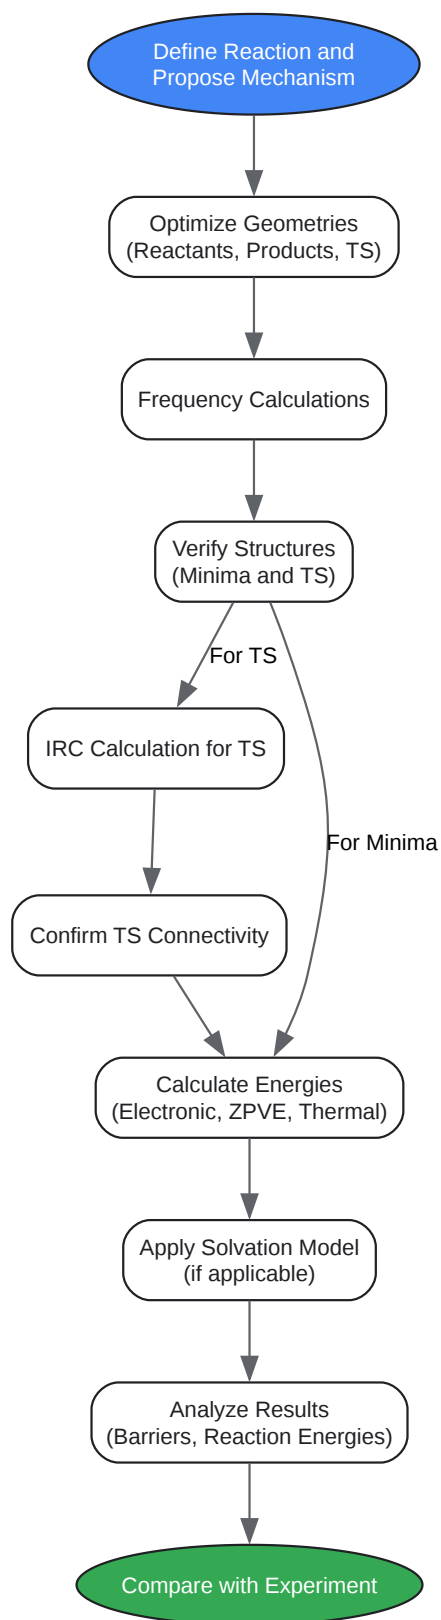 Define Reaction and
Propose Mechanism
Optimize Geometries
(Reactants, Products, TS)
Frequency Calculations
Verify Structures
(Minima and TS)
For TS
IRC Calculation for TS
For Minima
Confirm TS Connectivity
Calculate Energies
(Electronic, ZPVE, Thermal)
Apply Solvation Model
(if applicable)
Analyze Results
(Barriers, Reaction Energies)
Compare with Experiment